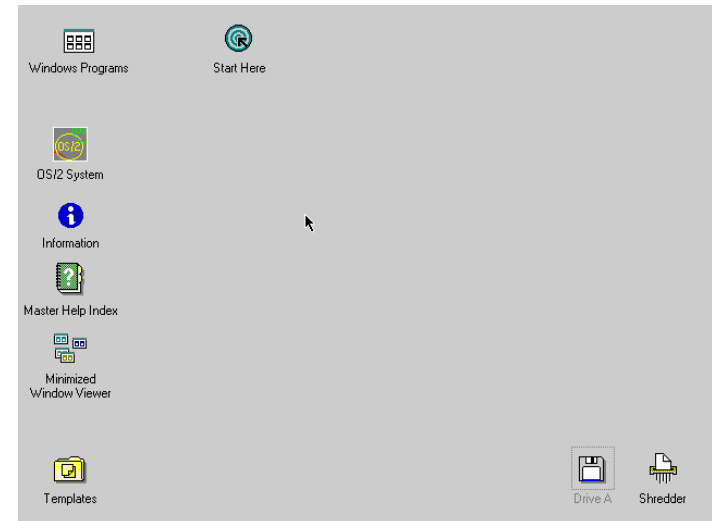 Windows Programs
Start Here
OS/2
OS/2 System
Information
Master Help Index
Minimized
Window Viewer
Templates
Drive A
Shredder